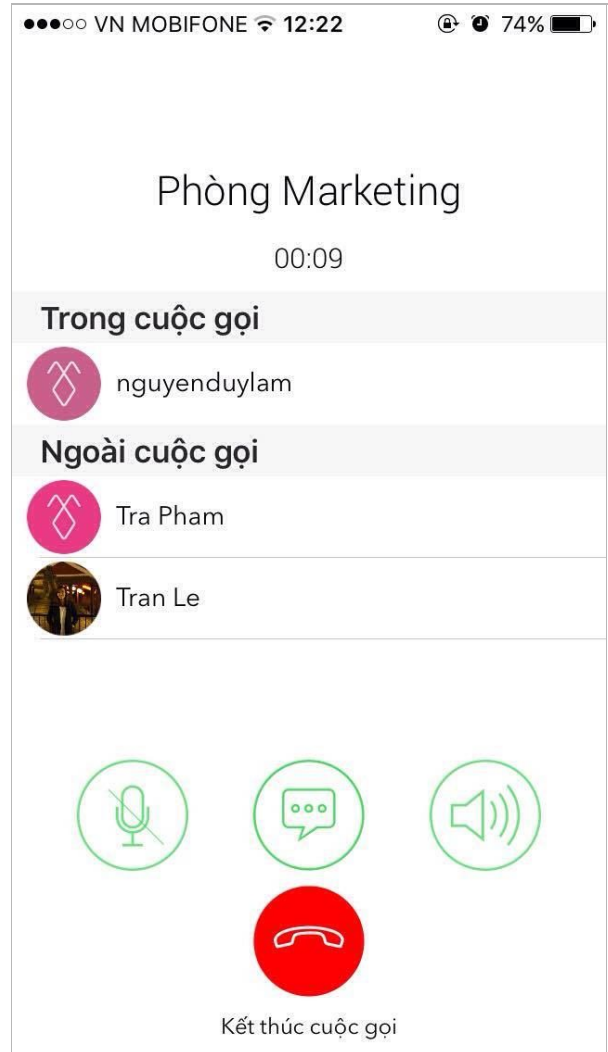 VN MOBIFONE 12:22 74%
Phòng Marketing
00:09
Trong cuộc gọi
nguyenduylam
Ngoài cuộc gọi
Tra Pham
Tran Le
Kết thúc cuộc gọi